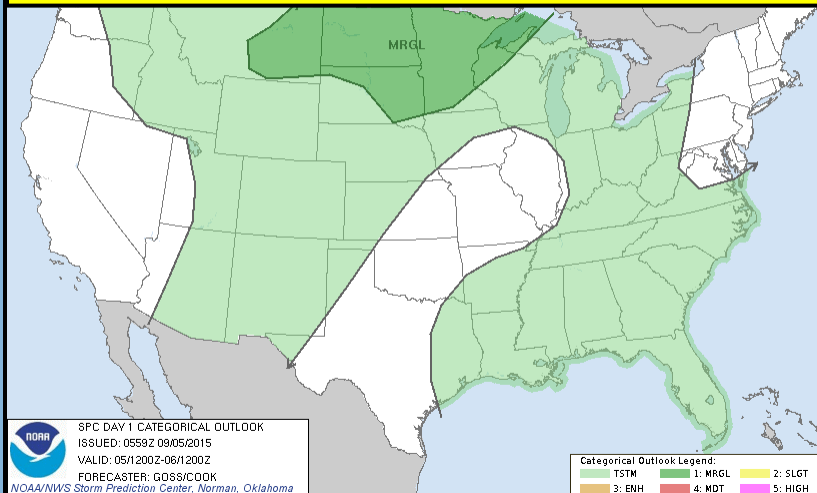 MRGL
SPC DAY 1 CATEGORICAL OUTLOOK
ISSUED: 0559Z 09/05/2015
VALID: 05/1200Z-06/1200Z
FORECASTER: GOSS/COOK
NOAA/NWS Storm Prediction Center, Norman, Oklahoma
NOAA
Categorical Outlook Legend:
TSTM 1: MRGL 2: SLGT
3: ENH 4: MDT 5: HIGH